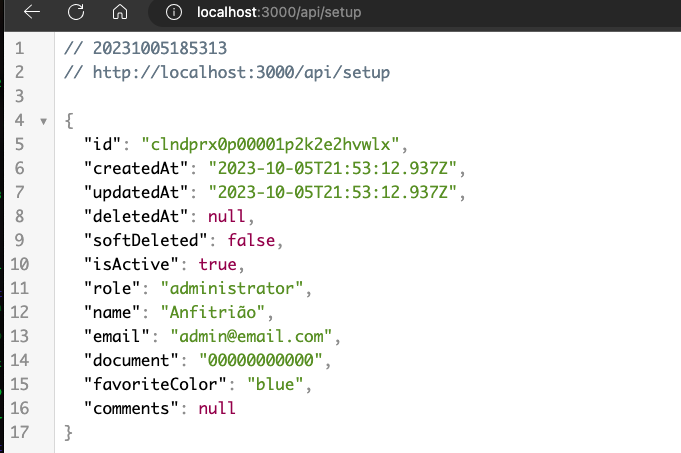 localhost:3000/api/setup
1 // 20231005185313
2 // http://localhost:3000/api/setup
3
4 {
5 "id": "clndprx0p00001p2k2e2hvwlx",
6 "createdAt": "2023-10-05T21:53:12.937Z",
7 "updatedAt": "2023-10-05T21:53:12.937Z",
8 "deletedAt": null,
9 "softDeleted": false,
10 "isActive": true,
11 "role": "administrator",
12 "name": "Anfitrião",
13 "email": "admin@email.com",
14 "document": "00000000000",
15 "favoriteColor": "blue",
16 "comments": null
17 }